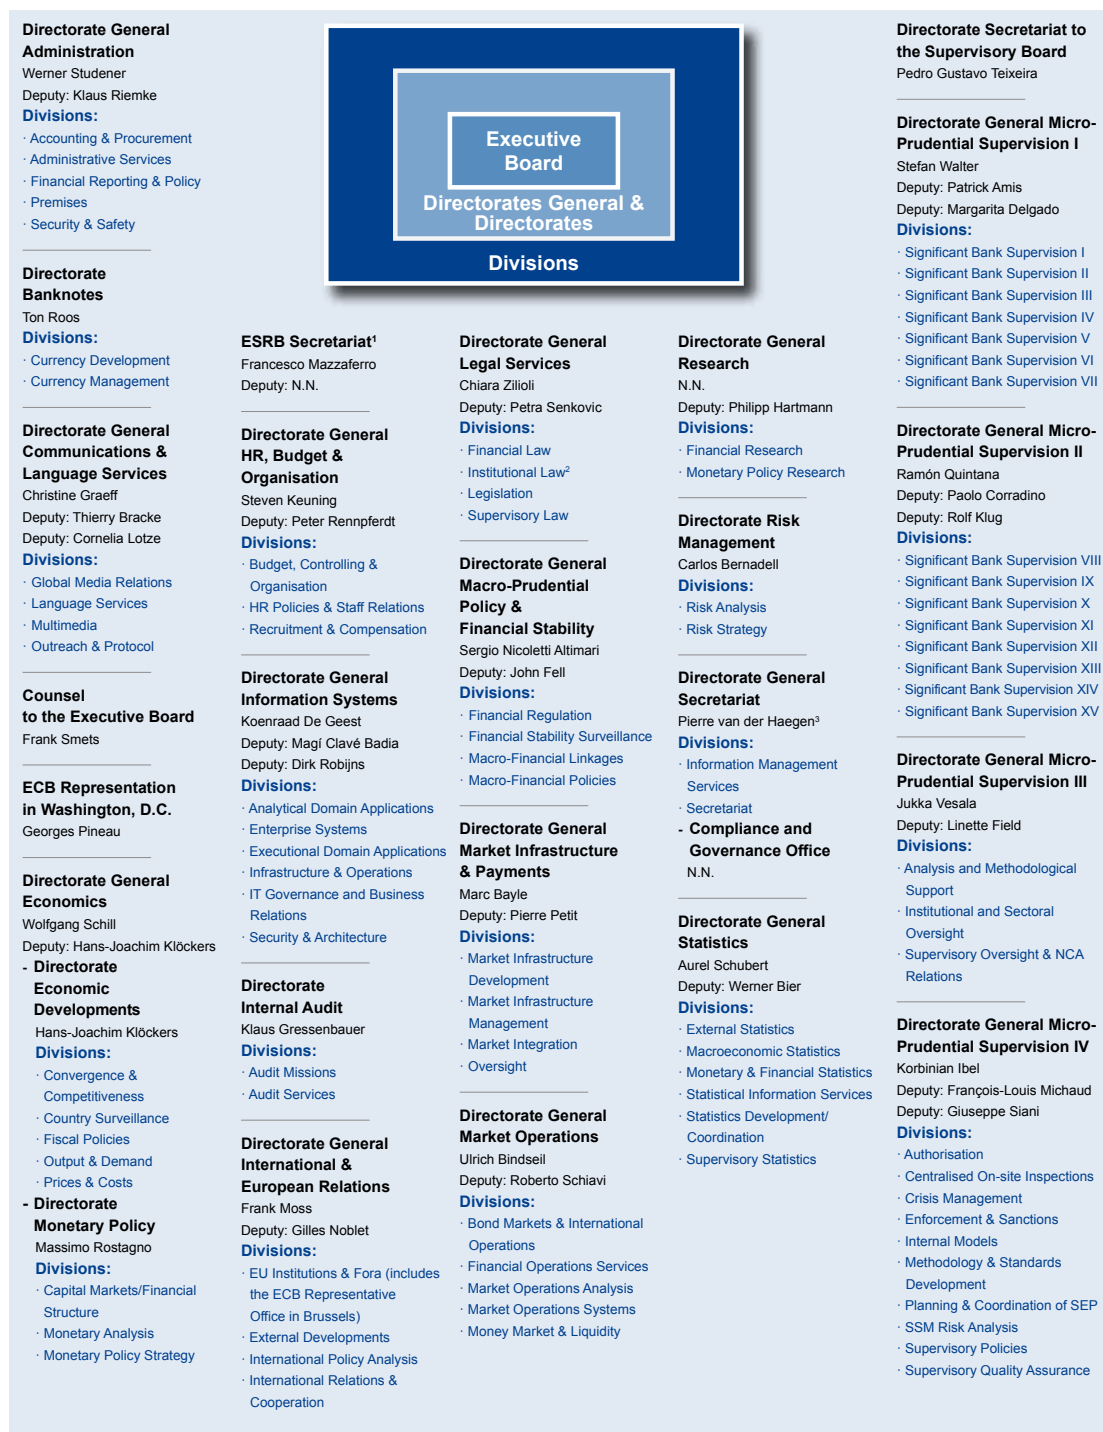 Directorate General
Administration
Werner Studener
Deputy: Klaus Riemke
Divisions:
· Accounting & Procurement
· Administrative Services
· Financial Reporting & Policy
· Premises
· Security & Safety
Directorate
Banknotes
Ton Roos
Divisions:
· Currency Development
· Currency Management
Directorate General
Communications &
Language Services
Christine Graeff
Deputy: Thierry Bracke
Deputy: Cornelia Lotze
Divisions:
· Global Media Relations
· Language Services
· Multimedia
· Outreach & Protocol
Counsel
to the Executive Board
Frank Smets
ECB Representation
in Washington, D.C.
Georges Pineau
Directorate General
Economics
Wolfgang Schill
Deputy: Hans-Joachim Klöckers
- Directorate
Economic
Developments
Hans-Joachim Klöckers
Divisions:
· Convergence &
Competitiveness
· Country Surveillance
· Fiscal Policies
· Output & Demand
· Prices & Costs
- Directorate
Monetary Policy
Massimo Rostagno
Divisions:
· Capital Markets/Financial
Structure
· Monetary Analysis
· Monetary Policy Strategy
Executive
Board
Directorates General &
Directorates
Divisions
ESRB Secretariat¹
Francesco Mazzaferro
Deputy: N.N.
Directorate General
HR, Budget &
Organisation
Steven Keuning
Deputy: Peter Rennpferdt
Divisions:
· Budget, Controlling &
Organisation
· HR Policies & Staff Relations
· Recruitment & Compensation
Directorate General
Information Systems
Koenraad De Geest
Deputy: Magí Clavé Badia
Deputy: Dirk Robijns
Divisions:
· Analytical Domain Applications
· Enterprise Systems
· Executional Domain Applications
· Infrastructure & Operations
· IT Governance and Business
Relations
· Security & Architecture
Directorate
Internal Audit
Klaus Gressenbauer
Divisions:
· Audit Missions
· Audit Services
Directorate General
International &
European Relations
Frank Moss
Deputy: Gilles Noblet
Divisions:
· EU Institutions & Fora (includes
the ECB Representative
Office in Brussels)
· External Developments
· International Policy Analysis
· International Relations &
Cooperation
Directorate General
Legal Services
Chiara Zilioli
Deputy: Petra Senkovic
Divisions:
· Financial Law
· Institutional Law²
· Legislation
· Supervisory Law
Directorate General
Macro-Prudential
Policy &
Financial Stability
Sergio Nicoletti Altimari
Deputy: John Fell
Divisions:
· Financial Regulation
· Financial Stability Surveillance
· Macro-Financial Linkages
· Macro-Financial Policies
Directorate General
Market Infrastructure
& Payments
Marc Bayle
Deputy: Pierre Petit
Divisions:
· Market Infrastructure
Development
· Market Infrastructure
Management
· Market Integration
· Oversight
Directorate General
Market Operations
Ulrich Bindseil
Deputy: Roberto Schiavi
Divisions:
· Bond Markets & International
Operations
· Financial Operations Services
· Market Operations Analysis
· Market Operations Systems
· Money Market & Liquidity
Directorate General
Research
N.N.
Deputy: Philipp Hartmann
Divisions:
· Financial Research
· Monetary Policy Research
Directorate Risk
Management
Carlos Bernadell
Divisions:
· Risk Analysis
· Risk Strategy
Directorate General
Secretariat
Pierre van der Haegen³
Divisions:
· Information Management
Services
· Secretariat
- Compliance and
Governance Office
N.N.
Directorate General
Statistics
Aurel Schubert
Deputy: Werner Bier
Divisions:
· External Statistics
· Macroeconomic Statistics
· Monetary & Financial Statistics
· Statistical Information Services
· Statistics Development/
Coordination
· Supervisory Statistics
Directorate Secretariat to
the Supervisory Board
Pedro Gustavo Teixeira
Directorate General Micro-
Prudential Supervision I
Stefan Walter
Deputy: Patrick Amis
Deputy: Margarita Delgado
Divisions:
· Significant Bank Supervision I
· Significant Bank Supervision II
· Significant Bank Supervision III
· Significant Bank Supervision IV
· Significant Bank Supervision V
· Significant Bank Supervision VI
· Significant Bank Supervision VII
Directorate General Micro-
Prudential Supervision II
Ramón Quintana
Deputy: Paolo Corradino
Deputy: Rolf Klug
Divisions:
· Significant Bank Supervision VIII
· Significant Bank Supervision IX
· Significant Bank Supervision X
· Significant Bank Supervision XI
· Significant Bank Supervision XII
· Significant Bank Supervision XIII
· Significant Bank Supervision XIV
· Significant Bank Supervision XV
Directorate General Micro-
Prudential Supervision III
Jukka Vesala
Deputy: Linette Field
Divisions:
· Analysis and Methodological
Support
· Institutional and Sectoral
Oversight
· Supervisory Oversight & NCA
Relations
Directorate General Micro-
Prudential Supervision IV
Korbinian Ibel
Deputy: François-Louis Michaud
Deputy: Giuseppe Siani
Divisions:
· Authorisation
· Centralised On-site Inspections
· Crisis Management
· Enforcement & Sanctions
· Internal Models
· Methodology & Standards
Development
· Planning & Coordination of SEP
· SSM Risk Analysis
· Supervisory Policies
· Supervisory Quality Assurance